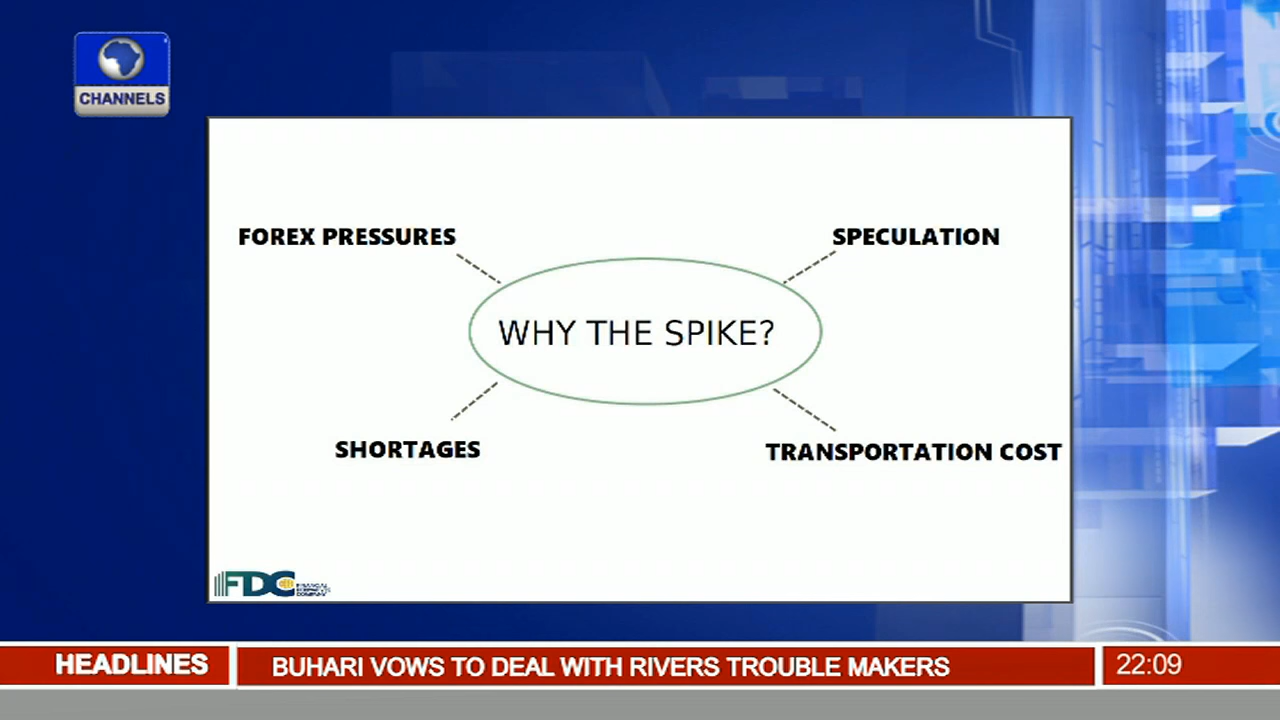 CHANNELS
FOREX PRESSURES
SPECULATION
WHY THE SPIKE?
SHORTAGES
TRANSPORTATION COST
FDC
HEADLINES
BUHARI VOWS TO DEAL WITH RIVERS TROUBLE MAKERS
22:09